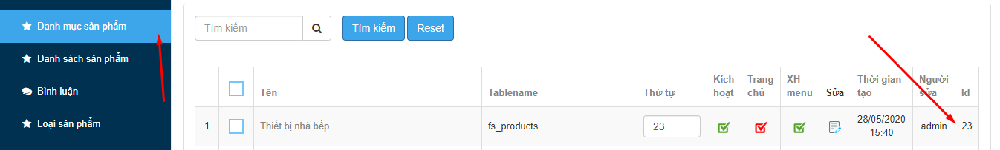 Danh mục sản phẩm
Danh sách sản phẩm
Bình luận
Loại sản phẩm
Tìm kiếm
Tìm kiếm
Reset
Tên
Tablename
Thứ tự
Kích
hoạt
Trang
chủ
XH
menu
Sửa
Thời gian
tạo
Người
sửa
Id
1
Thiết bị nhà bếp
fs_products
23
28/05/2020
15:40
admin
23